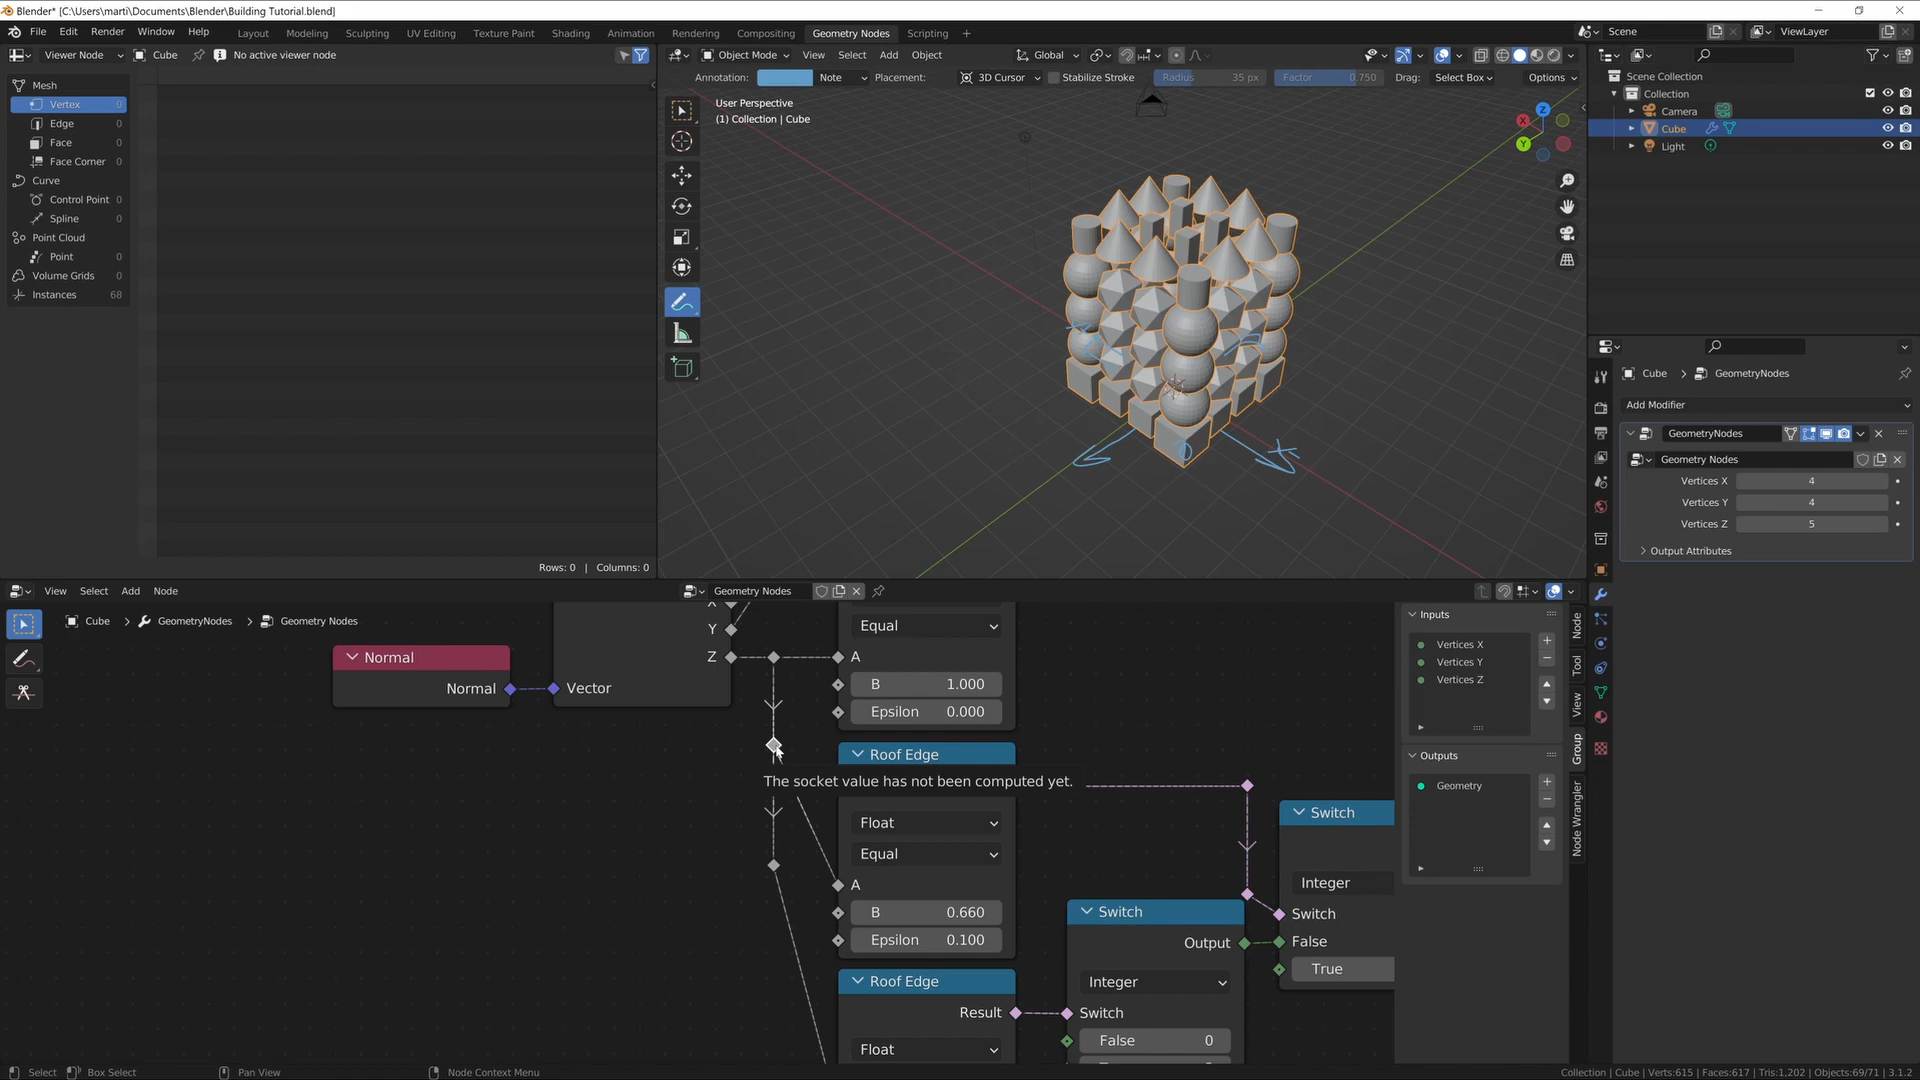 Blender* [C:\Users\marti\Documents\Blender\Building Tutorial.blend]
File Edit Render Window Help
Layout Modeling Sculpting UV Editing Texture Paint Shading Animation Rendering Compositing Geometry Nodes Scripting +
Scene
ViewLayer
Viewer Node
Cube
No active viewer node
Object Mode
View Select Add Object
Global
Annotation: Note Placement: 3D Cursor Stabilize Stroke Radius 35 px Factor 0.750 Drag: Select Box Options
Mesh
Vertex 0
Edge 0
Face 0
Face Corner 0
Curve
Control Point 0
Spline 0
Point Cloud
Point 0
Volume Grids 0
Instances 68
Rows: 0 | Columns: 0
User Perspective
(1) Collection | Cube
Z
X
Y
Scene Collection
Collection
Camera
Cube
Light
Cube > GeometryNodes
Add Modifier
GeometryNodes
Geometry Nodes
Vertices X 4
Vertices Y 4
Vertices Z 5
Output Attributes
View Select Add Node
Geometry Nodes
Cube > GeometryNodes > Geometry Nodes
Normal
Normal
X
Y
Z
Vector
Equal
A
B 1.000
Epsilon 0.000
Roof Edge
The socket value has not been computed yet.
Float
Equal
A
B 0.660
Epsilon 0.100
Roof Edge
Result
Float
Switch
Output
Integer
Switch
False 0
Switch
Integer
Switch
False
True
Inputs
Vertices X
Vertices Y
Vertices Z
Outputs
Geometry
Node
Tool
View
Group
Node Wrangler
Select
Box Select
Pan View
Node Context Menu
Collection | Cube | Verts:615 | Faces:617 | Tris:1,202 | Objects:69/71 | 3.1.2